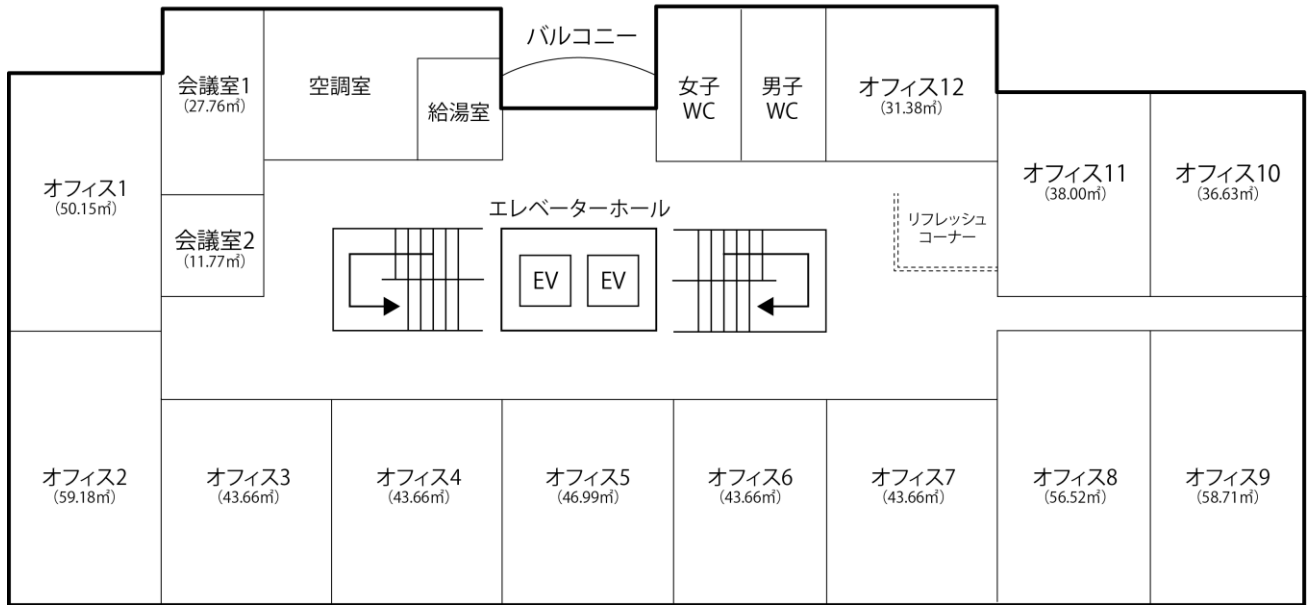 バルコニー
会議室1
(27.76㎡)
空調室
給湯室
女子
WC
男子
WC
オフィス12
(31.38㎡)
オフィス1
(50.15㎡)
オフィス11
(38.00㎡)
オフィス10
(36.63㎡)
会議室2
(11.77㎡)
エレベーターホール
リフレッシュ
コーナー
EV
EV
オフィス2
(59.18㎡)
オフィス3
(43.66㎡)
オフィス4
(43.66㎡)
オフィス5
(46.99㎡)
オフィス6
(43.66㎡)
オフィス7
(43.66㎡)
オフィス8
(56.52㎡)
オフィス9
(58.71㎡)